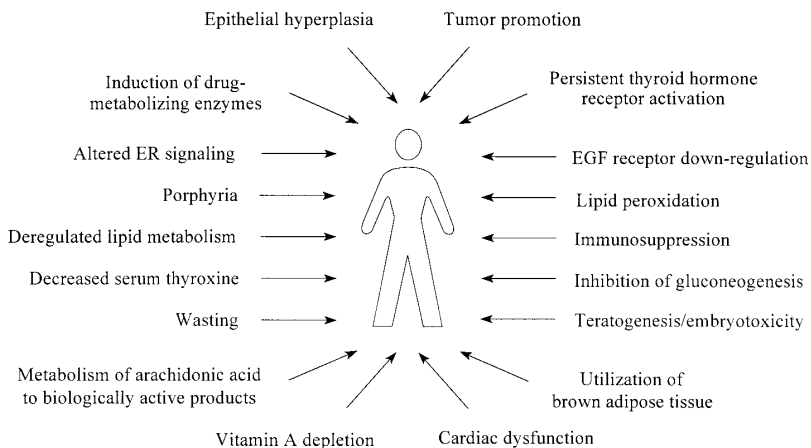 Epithelial hyperplasia
Tumor promotion
Induction of drug-
metabolizing enzymes
Persistent thyroid hormone
receptor activation
Altered ER signaling
EGF receptor down-regulation
Porphyria
Lipid peroxidation
Deregulated lipid metabolism
Immunosuppression
Decreased serum thyroxine
Inhibition of gluconeogenesis
Wasting
Teratogenesis/embryotoxicity
Metabolism of arachidonic acid
to biologically active products
Utilization of
brown adipose tissue
Vitamin A depletion
Cardiac dysfunction